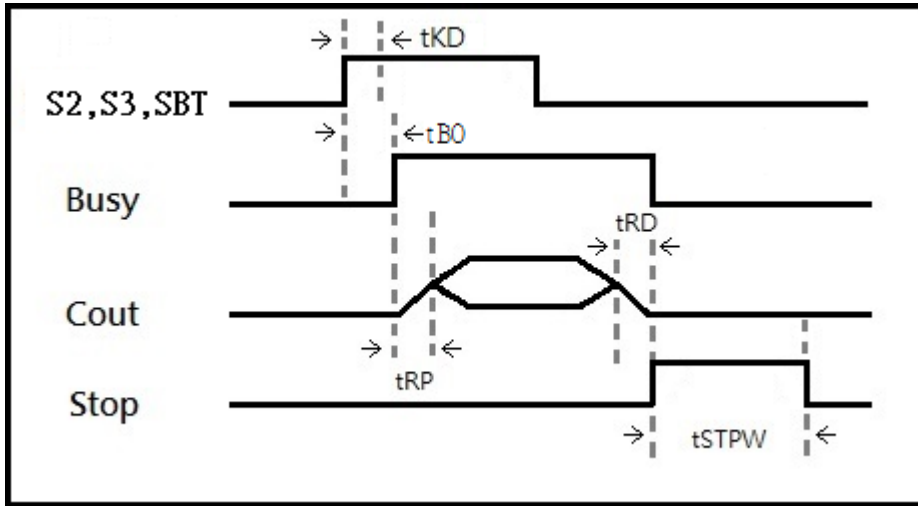 tKD
S2,S3,SBT
tB0
Busy
tRD
Cout
tRP
Stop
tSTPW